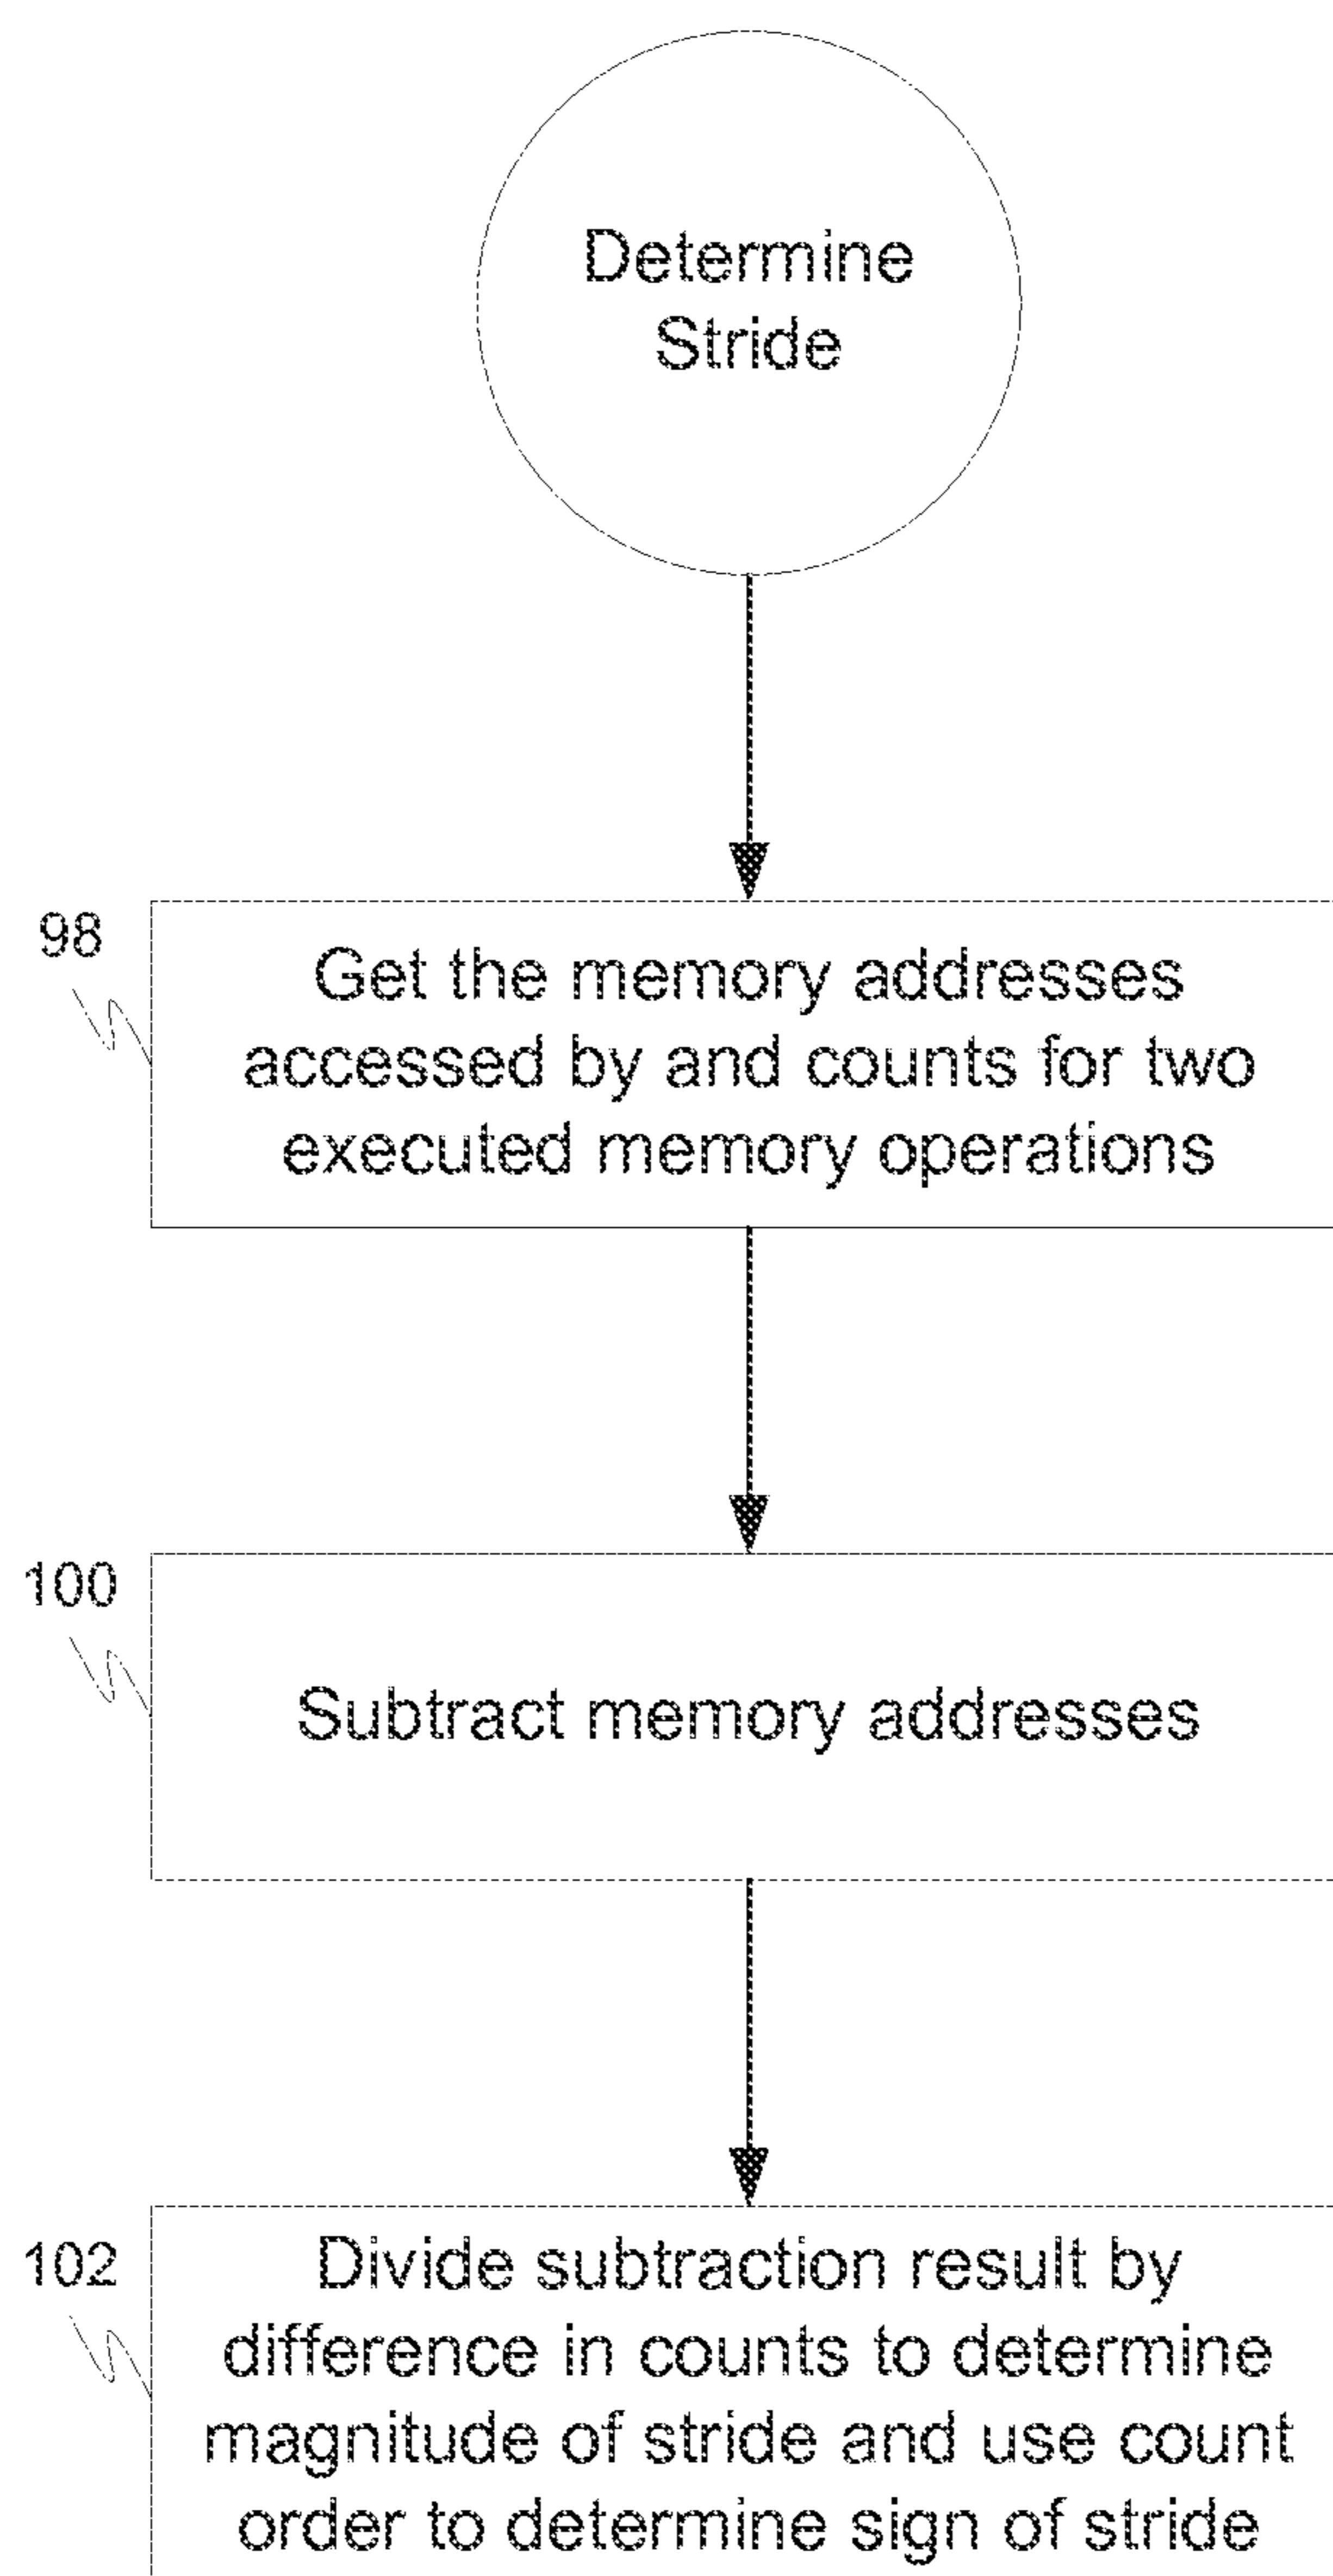 Determine
Stride
98
Get the memory addresses
accessed by and counts for two
executed memory operations
100
Subtract memory addresses
102
Divide subtraction result by
difference in counts to determine
magnitude of stride and use count
order to determine sign of stride